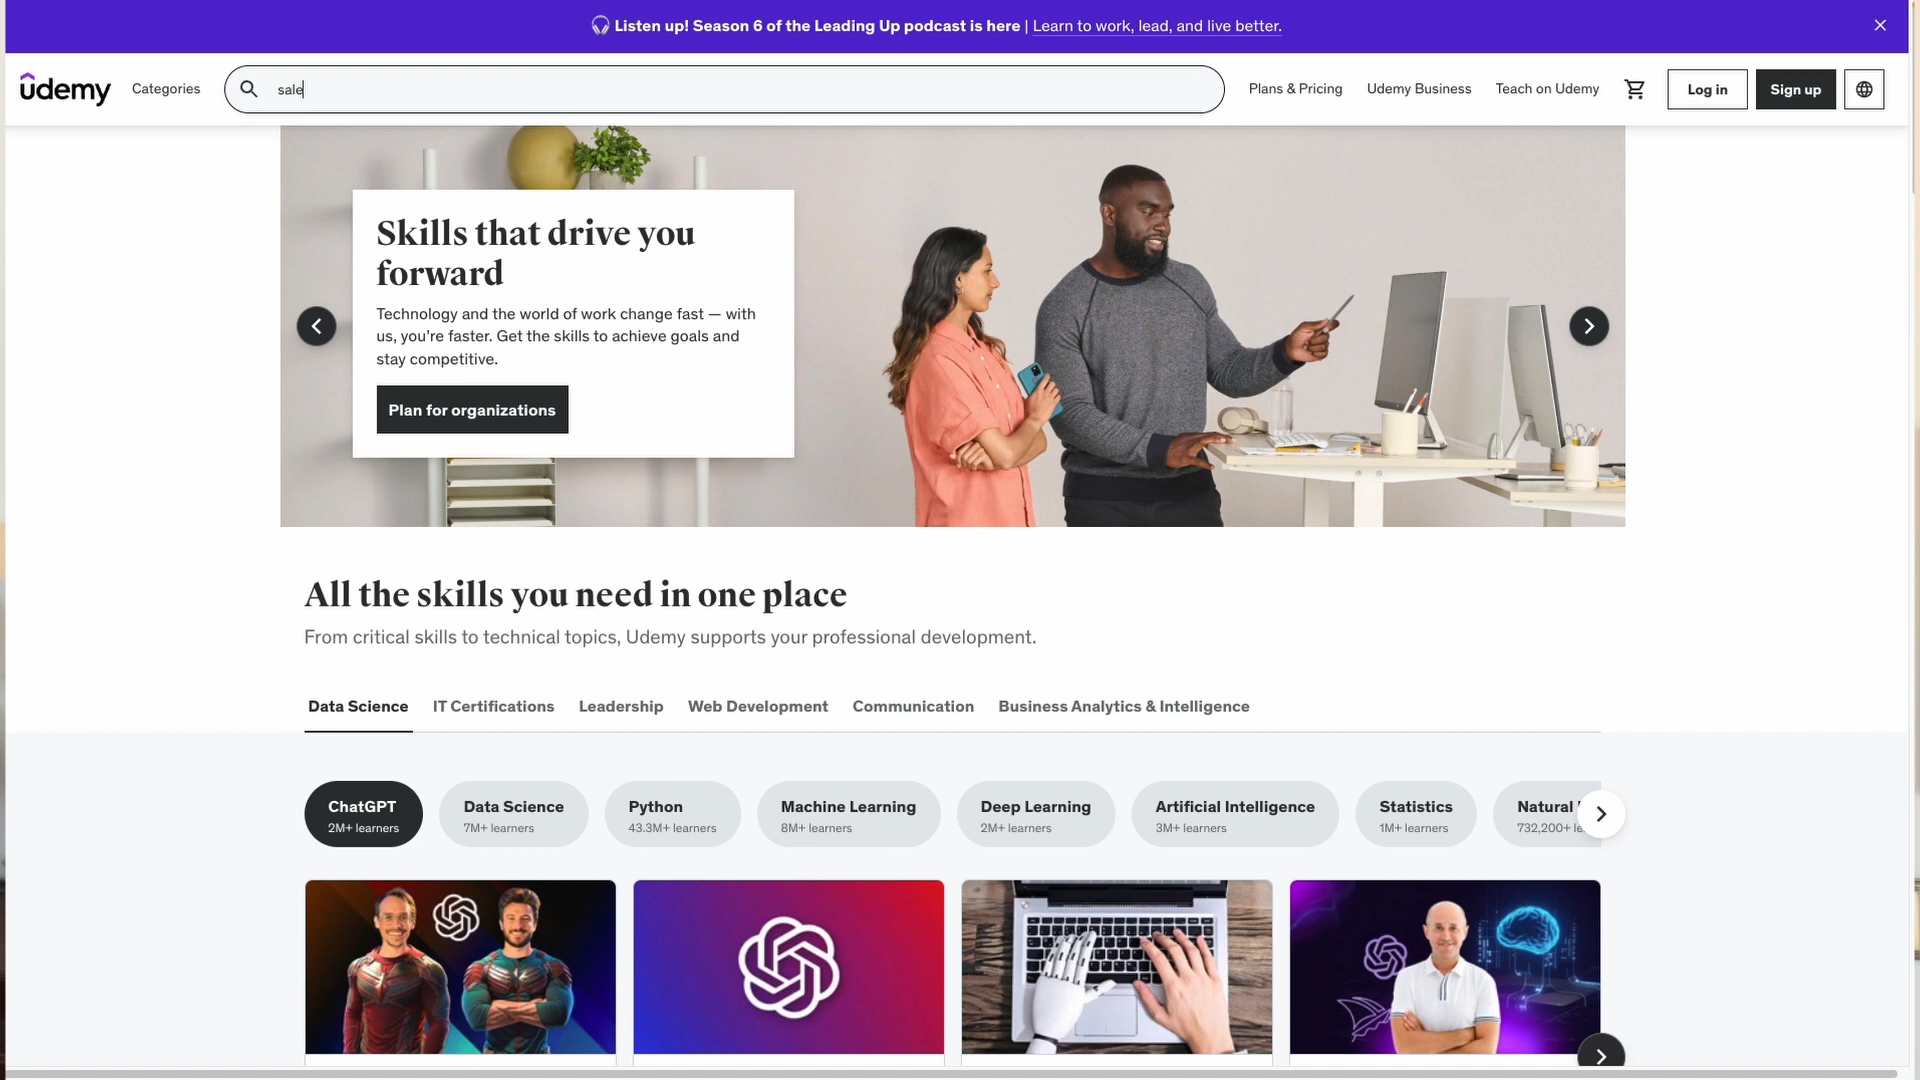 🎧 Listen up! Season 6 of the Leading Up podcast is here | Learn to work, lead, and live better.
udemy
Categories
sale
Plans & Pricing
Udemy Business
Teach on Udemy
Log in
Sign up
Skills that drive you
forward
Technology and the world of work change fast — with
us, you’re faster. Get the skills to achieve goals and
stay competitive.
Plan for organizations
All the skills you need in one place
From critical skills to technical topics, Udemy supports your professional development.
Data Science
IT Certifications
Leadership
Web Development
Communication
Business Analytics & Intelligence
ChatGPT
2M+ learners
Data Science
7M+ learners
Python
43.3M+ learners
Machine Learning
8M+ learners
Deep Learning
2M+ learners
Artificial Intelligence
3M+ learners
Statistics
1M+ learners
Natural
732,200+ le